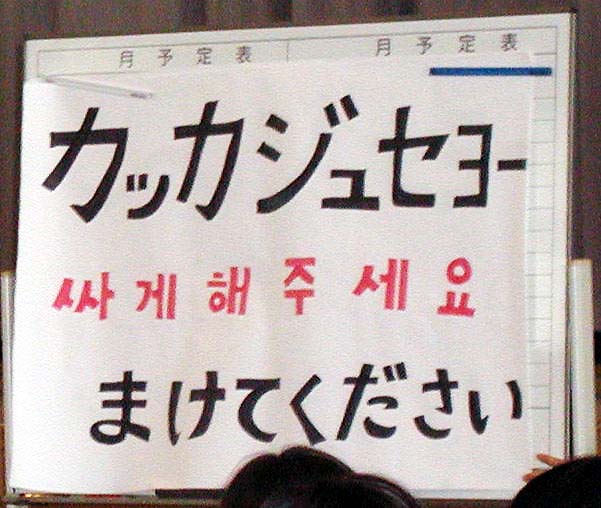 月予定表 月予定表
カッカジュセヨー
싸게해주세요
まけてください